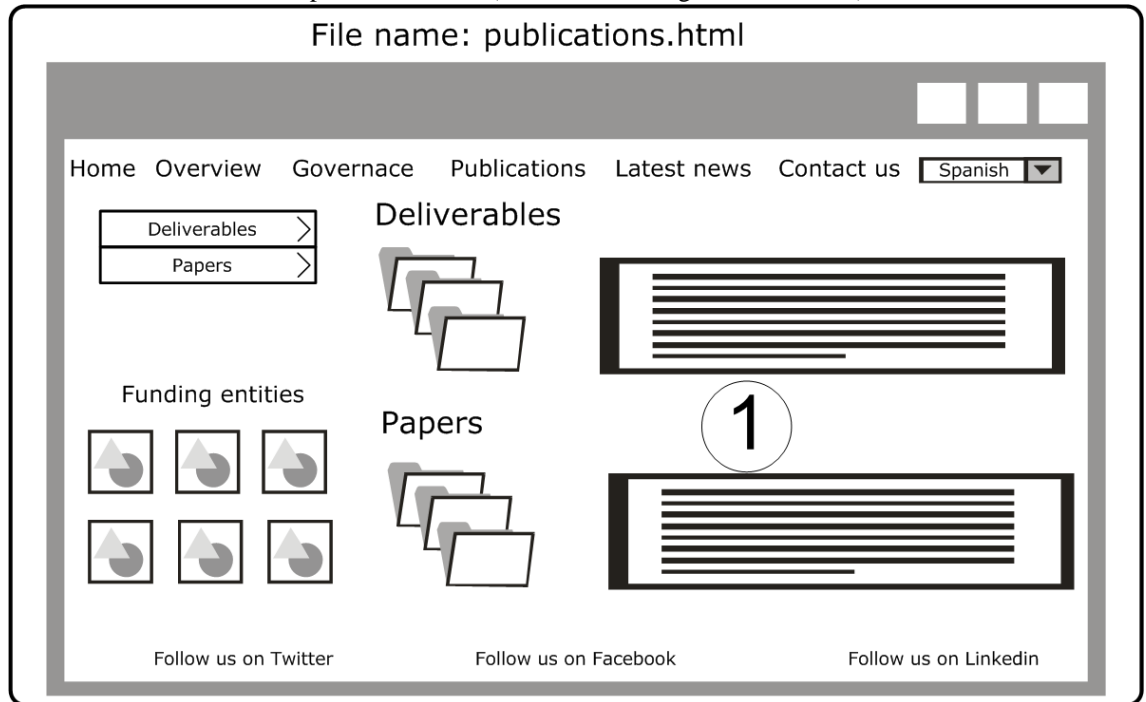 File name: publications.html
Home Overview Governace Publications Latest news Contact us Spanish
Deliverables
Papers
Deliverables
Funding entities
Papers
1
Follow us on Twitter Follow us on Facebook Follow us on Linkedin